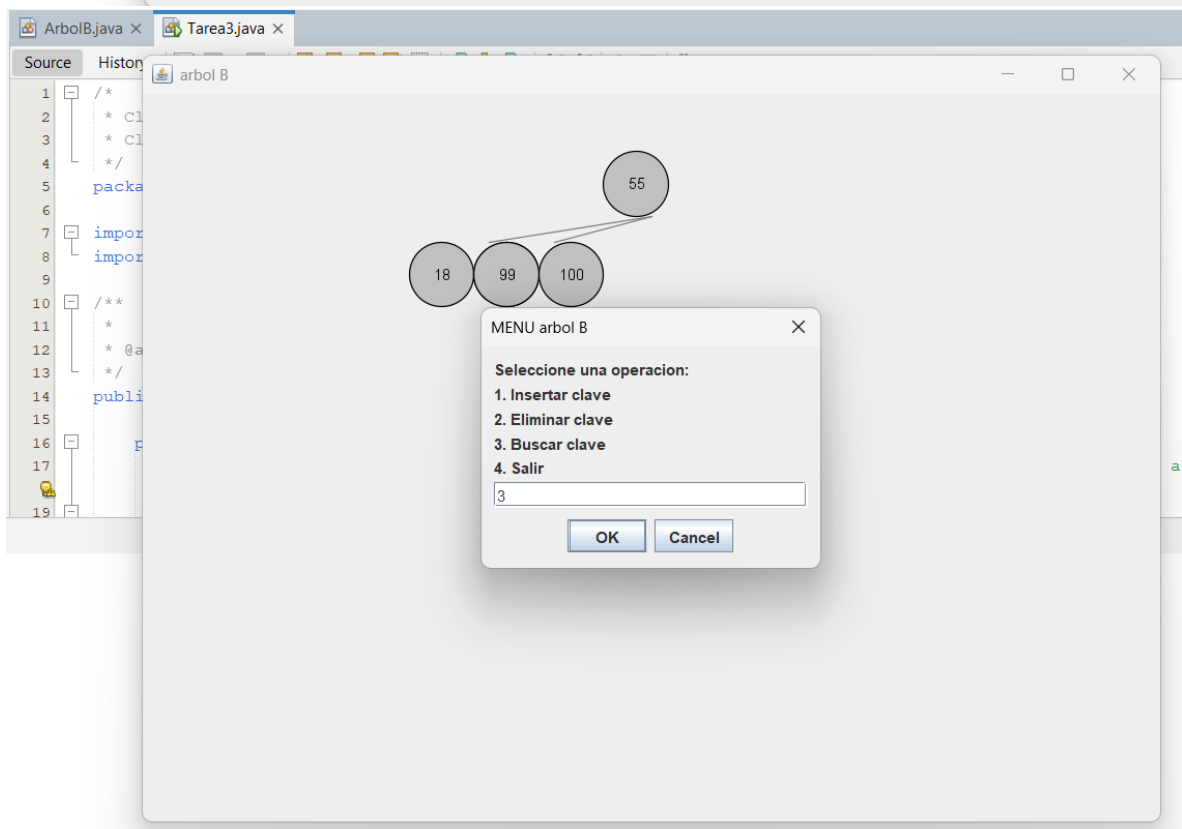 ArbolB.java × Tarea3.java ×
Source Histor
arbol B
1 /*
2 * Cl
3 * Cl
4 */
5 packa
6
7 impor
8 impor
9
10 /**
11 *
12 * @a
13 */
14 publi
15
16 p
17 a
19
55
18 99 100
MENU arbol B
Seleccione una operacion:
1. Insertar clave
2. Eliminar clave
3. Buscar clave
4. Salir
3
OK Cancel